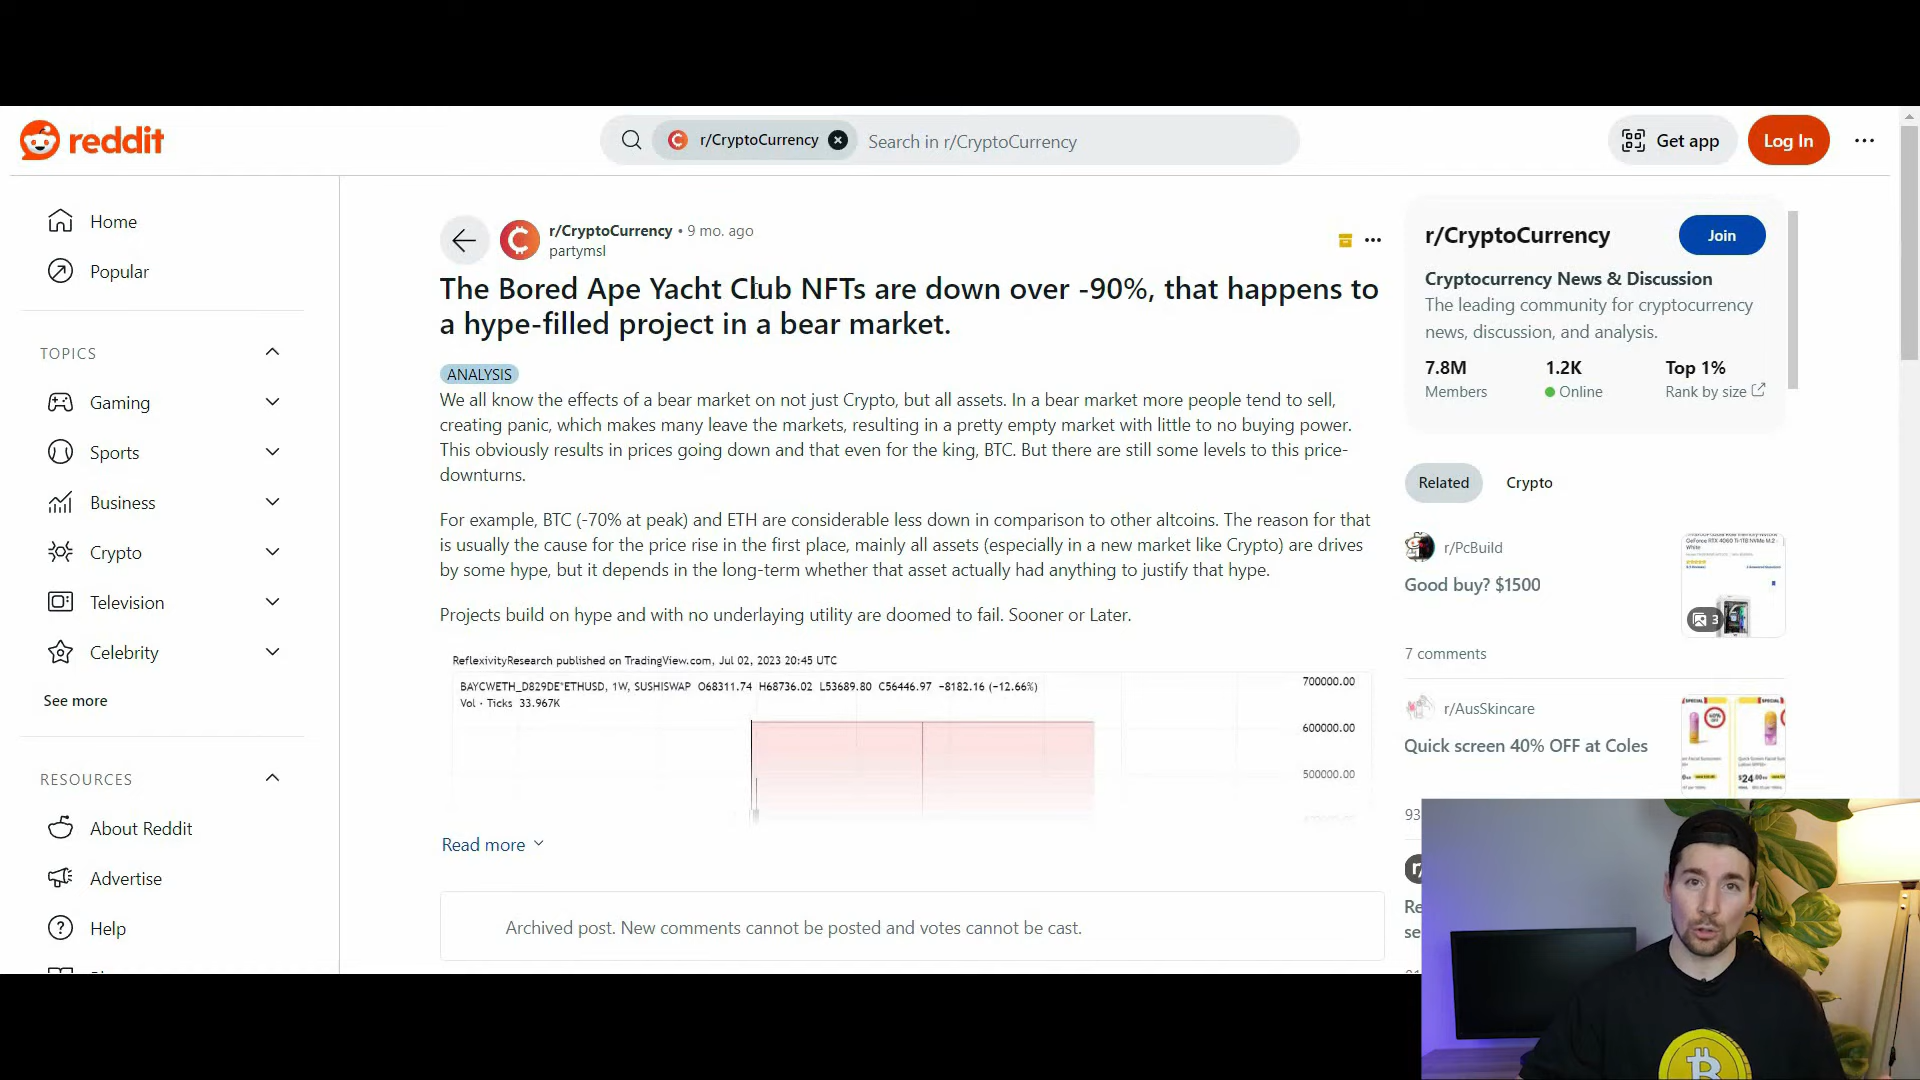 reddit
r/CryptoCurrency
Search in r/CryptoCurrency
Get app
Log In
Home
Popular
TOPICS
Gaming
Sports
Business
Crypto
Television
Celebrity
See more
RESOURCES
About Reddit
Advertise
Help
r/CryptoCurrency • 9 mo. ago
partymsl
The Bored Ape Yacht Club NFTs are down over -90%, that happens to
a hype-filled project in a bear market.
ANALYSIS
We all know the effects of a bear market on not just Crypto, but all assets. In a bear market more people tend to sell,
creating panic, which makes many leave the markets, resulting in a pretty empty market with little to no buying power.
This obviously results in prices going down and that even for the king, BTC. But there are still some levels to this price-
downturns.
For example, BTC (-70% at peak) and ETH are considerable less down in comparison to other altcoins. The reason for that
is usually the cause for the price rise in the first place, mainly all assets (especially in a new market like Crypto) are drives
by some hype, but it depends in the long-term whether that asset actually had anything to justify that hype.
Projects build on hype and with no underlaying utility are doomed to fail. Sooner or Later.
ReflexivityResearch published on TradingView.com, Jul 02, 2023 20:45 UTC
BAYCWETH_D829DE*ETHUSD, 1W, SUSHISWAP O68311.74 H68736.02 L53689.80 C56446.97 −8182.16 (−12.66%)
Vol · Ticks 33.967K
700000.00
600000.00
500000.00
Read more
Archived post. New comments cannot be posted and votes cannot be cast.
r/CryptoCurrency
Join
Cryptocurrency News & Discussion
The leading community for cryptocurrency
news, discussion, and analysis.
7.8M
Members
1.2K
Online
Top 1%
Rank by size
Related
Crypto
r/PcBuild
Good buy? $1500
3
7 comments
r/AusSkincare
Quick screen 40% OFF at Coles
SPECIAL
SPECIAL
$24
93
Re
se